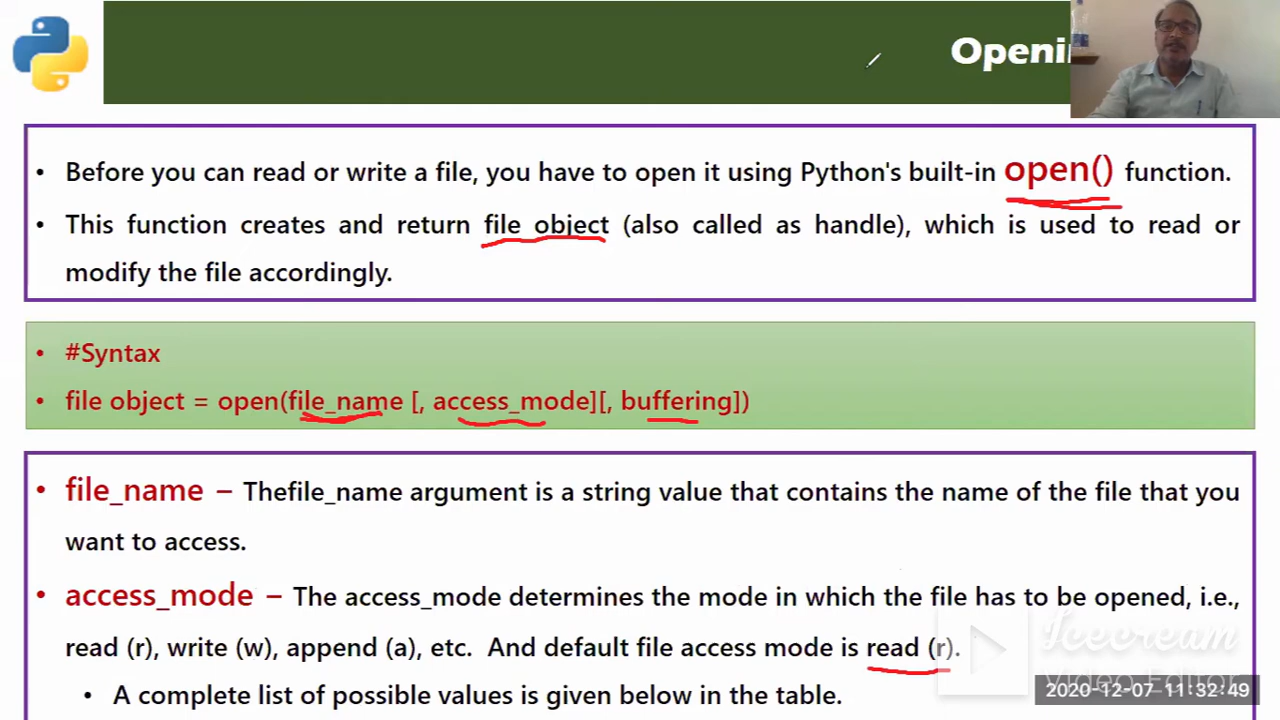 Openi
• Before you can read or write a file, you have to open it using Python's built-in open() function.
• This function creates and return file object (also called as handle), which is used to read or
modify the file accordingly.
• #Syntax
• file object = open(file_name [, access_mode][, buffering])
• file_name – Thefile_name argument is a string value that contains the name of the file that you
want to access.
• access_mode – The access_mode determines the mode in which the file has to be opened, i.e.,
read (r), write (w), append (a), etc. And default file access mode is read (r).
• A complete list of possible values is given below in the table.
Icecream
Video Editor
2020-12-07 11:32:49